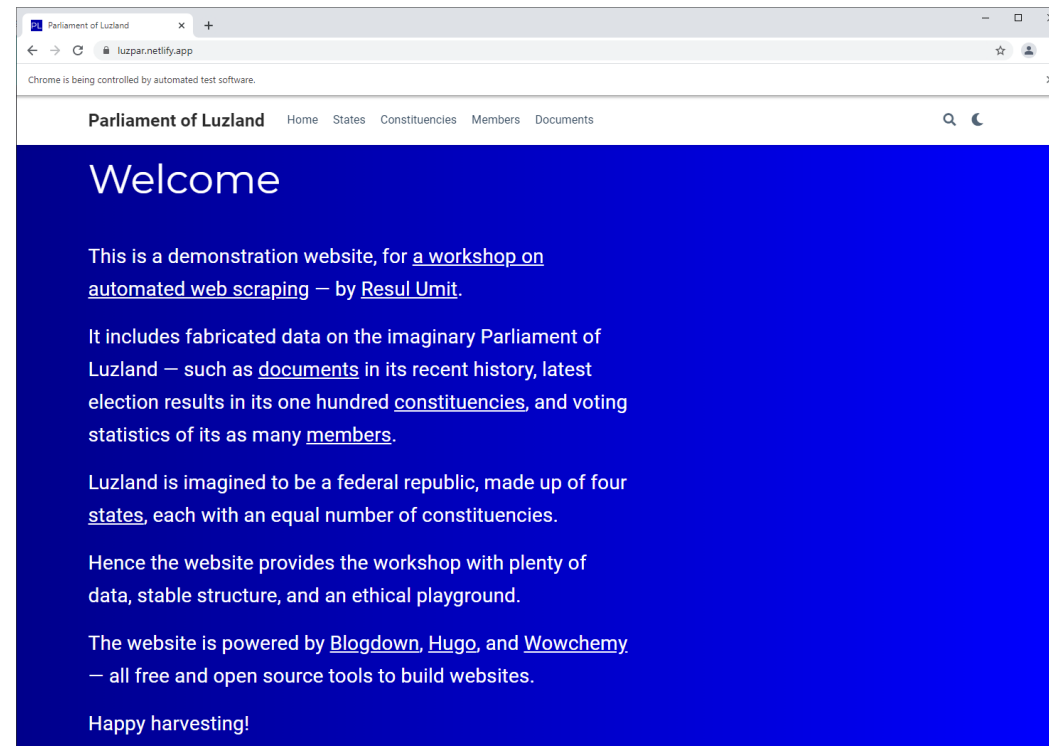 PL Parliament of Luzland
luzpar.netlify.app
Chrome is being controlled by automated test software.
Parliament of Luzland Home States Constituencies Members Documents
Welcome
This is a demonstration website, for a workshop on
automated web scraping — by Resul Umit.
It includes fabricated data on the imaginary Parliament of
Luzland — such as documents in its recent history, latest
election results in its one hundred constituencies, and voting
statistics of its as many members.
Luzland is imagined to be a federal republic, made up of four
states, each with an equal number of constituencies.
Hence the website provides the workshop with plenty of
data, stable structure, and an ethical playground.
The website is powered by Blogdown, Hugo, and Wowchemy
— all free and open source tools to build websites.
Happy harvesting!